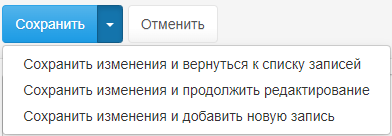 Сохранить Отменить
Сохранить изменения и вернуться к списку записей
Сохранить изменения и продолжить редактирование
Сохранить изменения и добавить новую запись